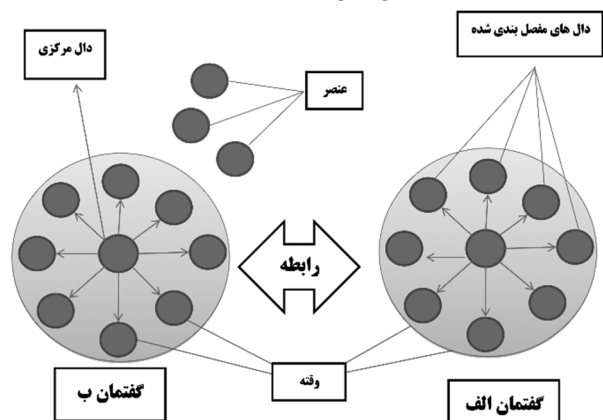 دال های مفصل بندی شده
عنصر
دال مرکزی
رابطه
وقته
گفتمان الف
گفتمان ب